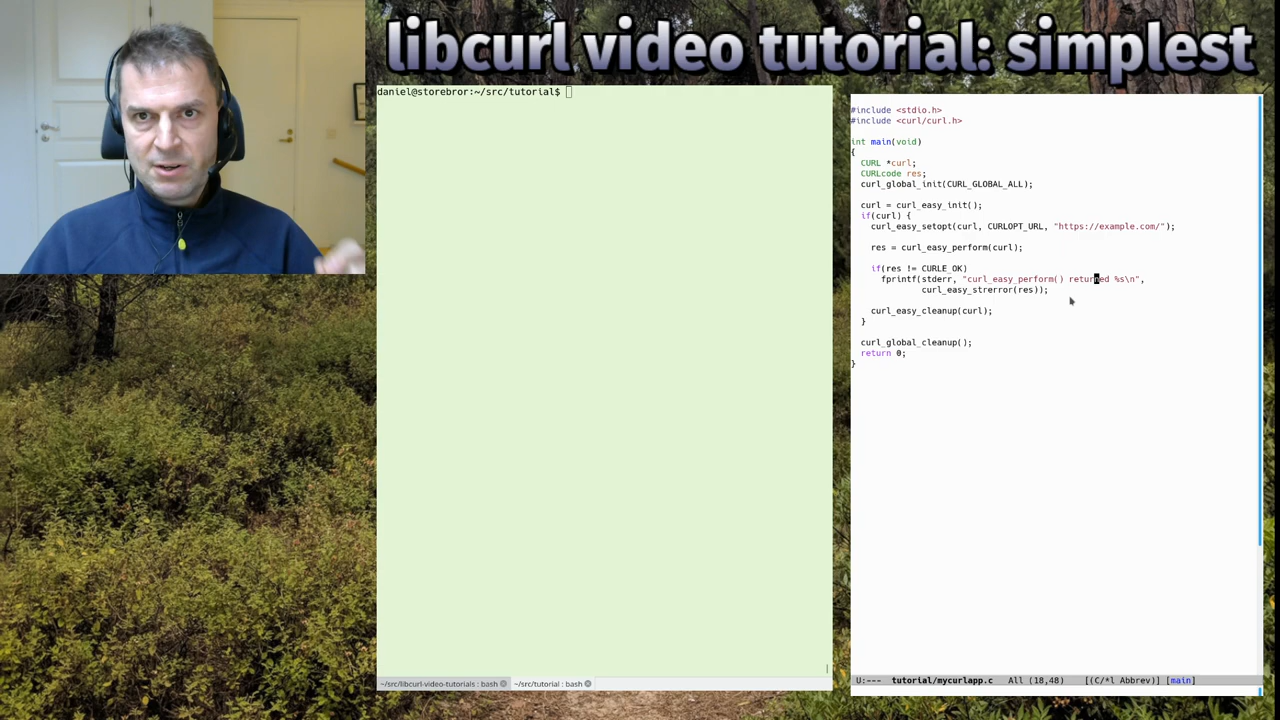 libcurl video tutorial: simplest
daniel@storebror:~/src/tutorial$
~/src/libcurl-video-tutorials : bash
~/src/tutorial : bash
#include <stdio.h>
#include <curl/curl.h>
int main(void)
{
CURL *curl;
CURLcode res;
curl_global_init(CURL_GLOBAL_ALL);
curl = curl_easy_init();
if(curl) {
curl_easy_setopt(curl, CURLOPT_URL, "https://example.com/");
res = curl_easy_perform(curl);
if(res != CURLE_OK)
fprintf(stderr, "curl_easy_perform() returned %s\n",
curl_easy_strerror(res));
curl_easy_cleanup(curl);
}
curl_global_cleanup();
return 0;
}
U:--- tutorial/mycurlapp.c All (18,48) [(C/*l Abbrev)] [main]